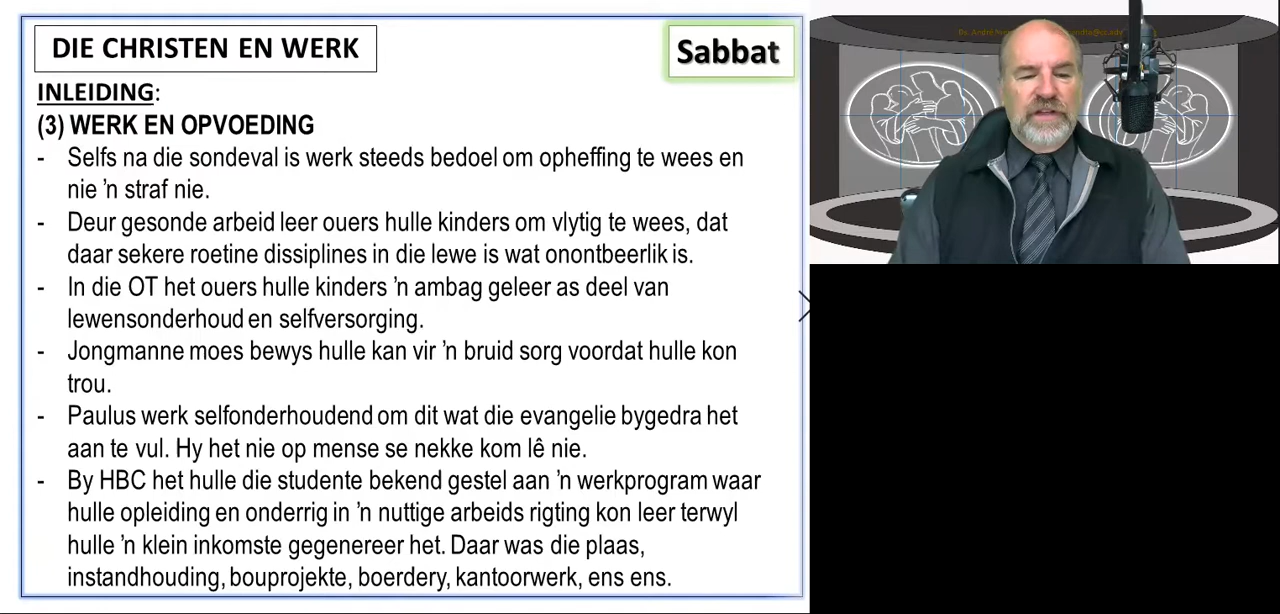 DIE CHRISTEN EN WERK
Sabbat
INLEIDING:
(3) WERK EN OPVOEDING
- Selfs na die sondeval is werk steeds bedoel om opheffing te wees en
nie ’n straf nie.
- Deur gesonde arbeid leer ouers hulle kinders om vlytig te wees, dat
daar sekere roetine dissiplines in die lewe is wat onontbeerlik is.
- In die OT het ouers hulle kinders ’n ambag geleer as deel van
lewensonderhoud en selfversorging.
- Jongmanne moes bewys hulle kan vir ’n bruid sorg voordat hulle kon
trou.
- Paulus werk selfonderhoudend om dit wat die evangelie bygedra het
aan te vul. Hy het nie op mense se nekke kom lê nie.
- By HBC het hulle die studente bekend gestel aan ’n werkprogram waar
hulle opleiding en onderrig in ’n nuttige arbeids rigting kon leer terwyl
hulle ’n klein inkomste gegenereer het. Daar was die plaas,
instandhouding, bouprojekte, boerdery, kantoorwerk, ens ens.